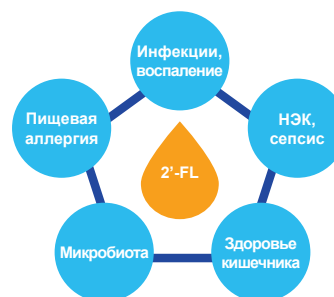 Инфекции,
воспаление
Пищевая
аллергия
НЭК,
сепсис
2’-FL
Микробиота
Здоровье
кишечника